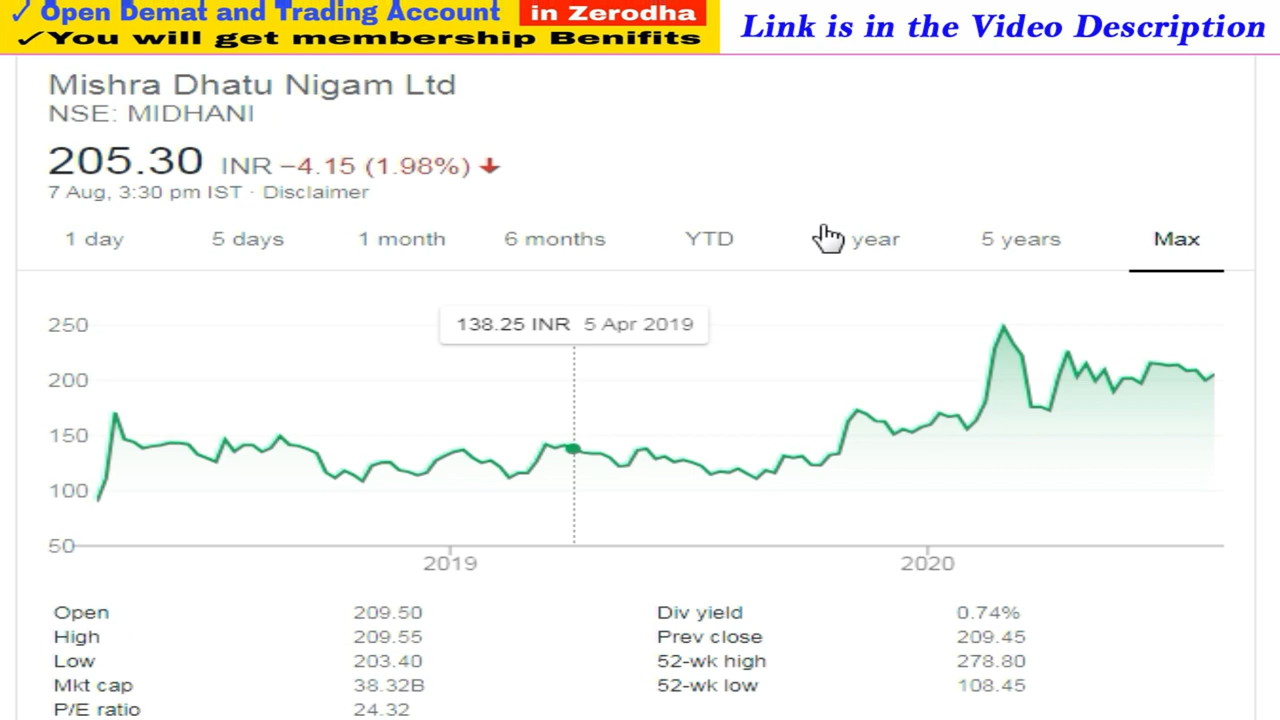 ✓ Open Demat and Trading Account in Zerodha
✓You will get membership Benifits
Link is in the Video Description
Mishra Dhatu Nigam Ltd
NSE: MIDHANI
205.30 INR −4.15 (1.98%)
7 Aug, 3:30 pm IST · Disclaimer
1 day 5 days 1 month 6 months YTD year 5 years Max
138.25 INR 5 Apr 2019
250
200
150
100
50
2019 2020
Open 209.50 Div yield 0.74%
High 209.55 Prev close 209.45
Low 203.40 52-wk high 278.80
Mkt cap 38.32B 52-wk low 108.45
P/E ratio 24.32